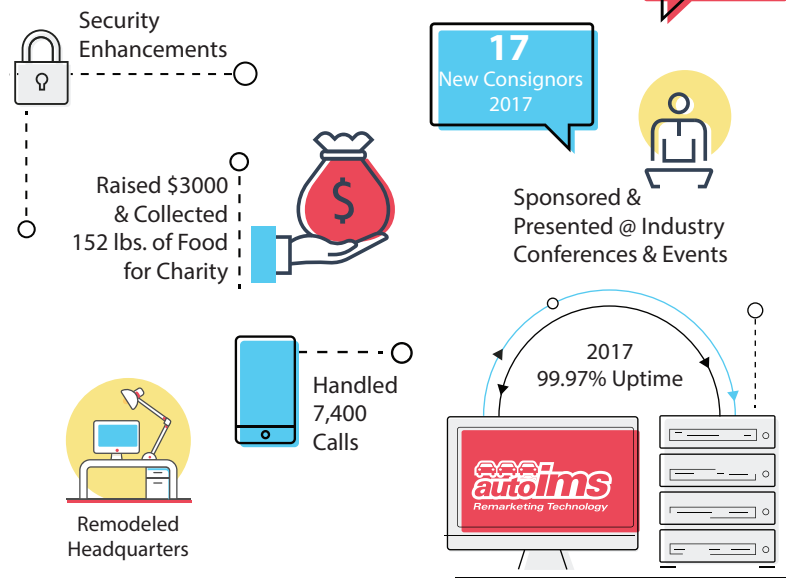 Security
Enhancements
17
New Consignors
2017
Raised $3000
& Collected
152 lbs. of Food
for Charity
$
Sponsored &
Presented @ Industry
Conferences & Events
2017
99.97% Uptime
Handled
7,400
Calls
autoims
Remarketing Technology
Remodeled
Headquarters